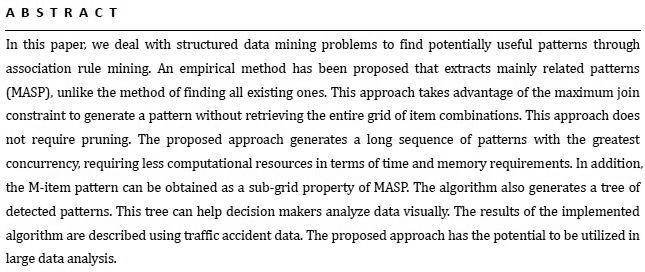 A B S T R A C T
In this paper, we deal with structured data mining problems to find potentially useful patterns through
association rule mining. An empirical method has been proposed that extracts mainly related patterns
(MASP), unlike the method of finding all existing ones. This approach takes advantage of the maximum join
constraint to generate a pattern without retrieving the entire grid of item combinations. This approach does
not require pruning. The proposed approach generates a long sequence of patterns with the greatest
concurrency, requiring less computational resources in terms of time and memory requirements. In addition,
the M-item pattern can be obtained as a sub-grid property of MASP. The algorithm also generates a tree of
detected patterns. This tree can help decision makers analyze data visually. The results of the implemented
algorithm are described using traffic accident data. The proposed approach has the potential to be utilized in
large data analysis.